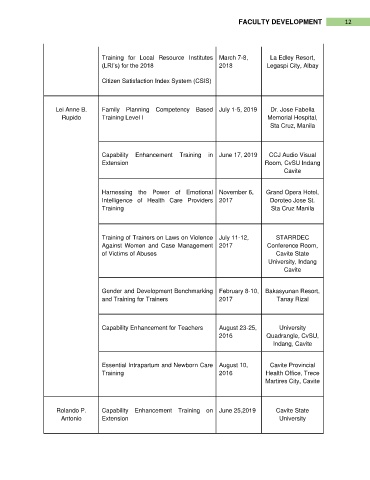 FACULTY DEVELOPMENT 12
Training for Local Resource Institutes March 7-8, La Edley Resort,
(LRI's) for the 2018 2018 Legaspi City, Albay
Citizen Satisfaction Index System (CSIS)
Lei Anne B. Family Planning Competency Based July 1-5, 2019 Dr. Jose Fabella
Rupido Training Level I Memorial Hospital,
Sta Cruz, Manila
Capability Enhancement Training in June 17, 2019 CCJ Audio Visual
Extension Room, CvSU Indang
Cavite
Harnessing the Power of Emotional November 6, Grand Opera Hotel,
Intelligence of Health Care Providers 2017 Doroteo Jose St.
Training Sta Cruz Manila
Training of Trainers on Laws on Violence July 11-12, STARRDEC
Against Women and Case Management 2017 Conference Room,
of Victims of Abuses Cavite State
University, Indang
Cavite
Gender and Development Benchmarking February 8-10, Bakasyunan Resort,
and Training for Trainers 2017 Tanay Rizal
Capability Enhancement for Teachers August 23-25, University
2016 Quadrangle, CvSU,
Indang, Cavite
Essential Intrapartum and Newborn Care August 10, Cavite Provincial
Training 2016 Health Office, Trece
Martires City, Cavite
Rolando P. Capability Enhancement Training on June 25,2019 Cavite State
Antonio Extension University